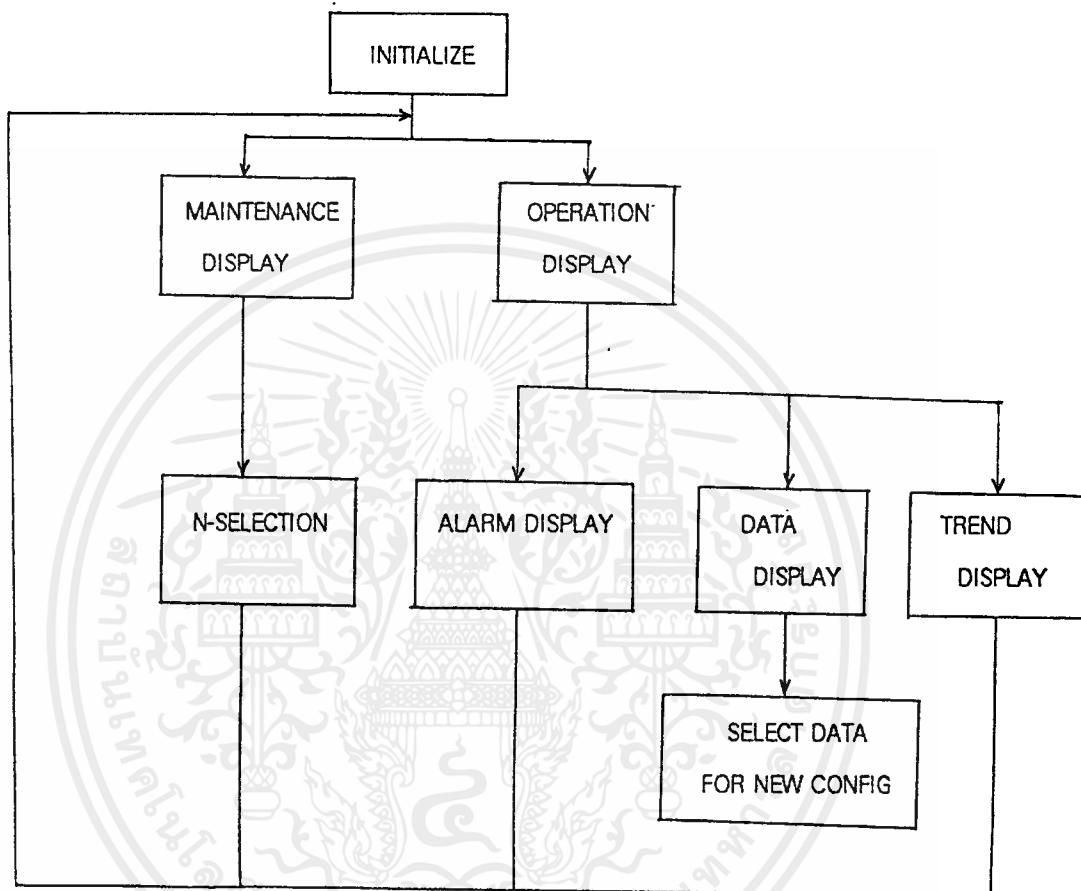 INITIALIZE
MAINTENANCE
DISPLAY
OPERATION
DISPLAY
N-SELECTION
ALARM DISPLAY
DATA
DISPLAY
TREND
DISPLAY
SELECT DATA
FOR NEW CONFIG